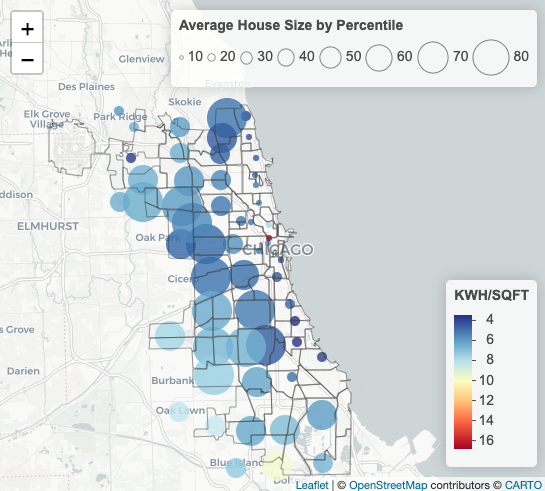 +
−
Average House Size by Percentile
10 20 30 40 50 60 70 80
Glenview
Evanston
Des Plaines
Skokie
Elk Grove
Village
Park Ridge
ELMHURST
Oak Park
CHICAGO
Cicero
KWH/SQFT
4
6
8
10
12
14
16
s Grove
Darien
Burbank
Oak Lawn
Blue Island
Leaflet | © OpenStreetMap contributors © CARTO